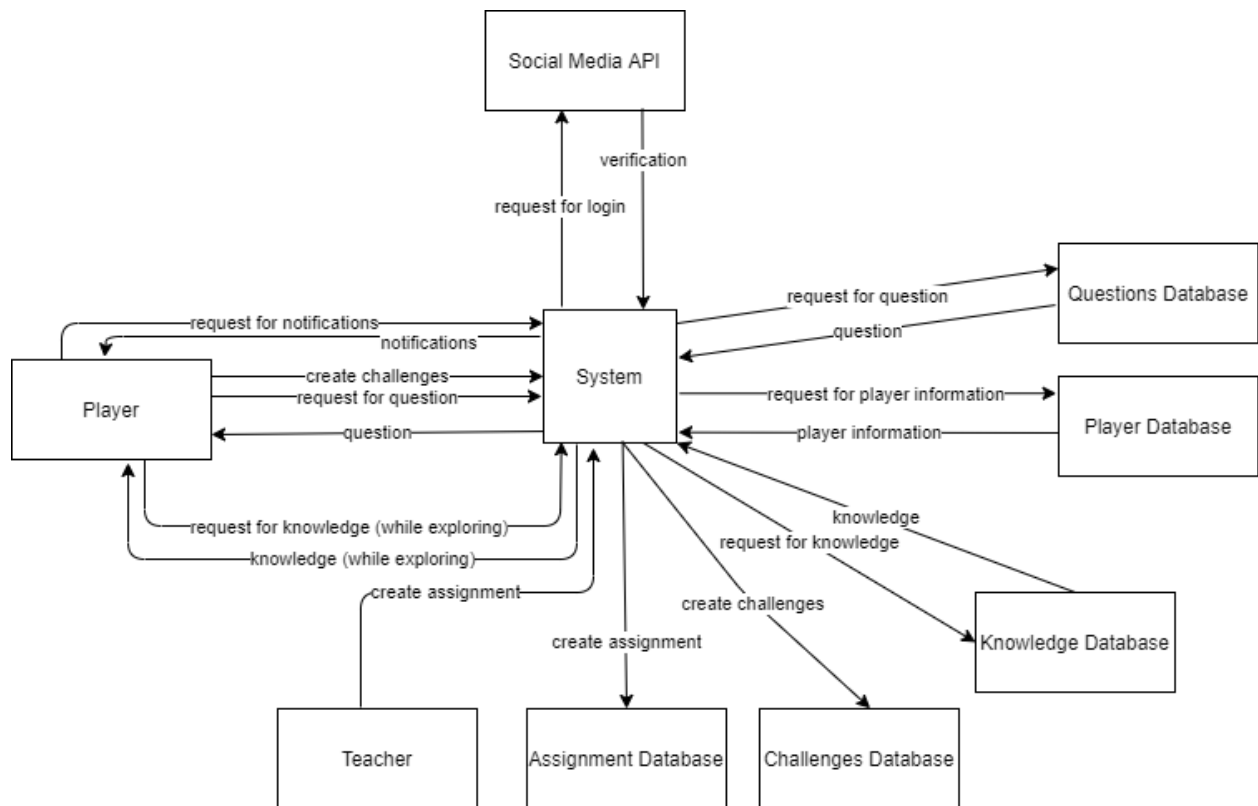 Social Media API
verification
request for login
request for question
Questions Database
question
request for notifications
notifications
System
create challenges
request for question
Player
question
request for player information
player information
Player Database
request for knowledge (while exploring)
knowledge (while exploring)
knowledge
request for knowledge
create assignment
create challenges
create assignment
Knowledge Database
Teacher
Assignment Database
Challenges Database